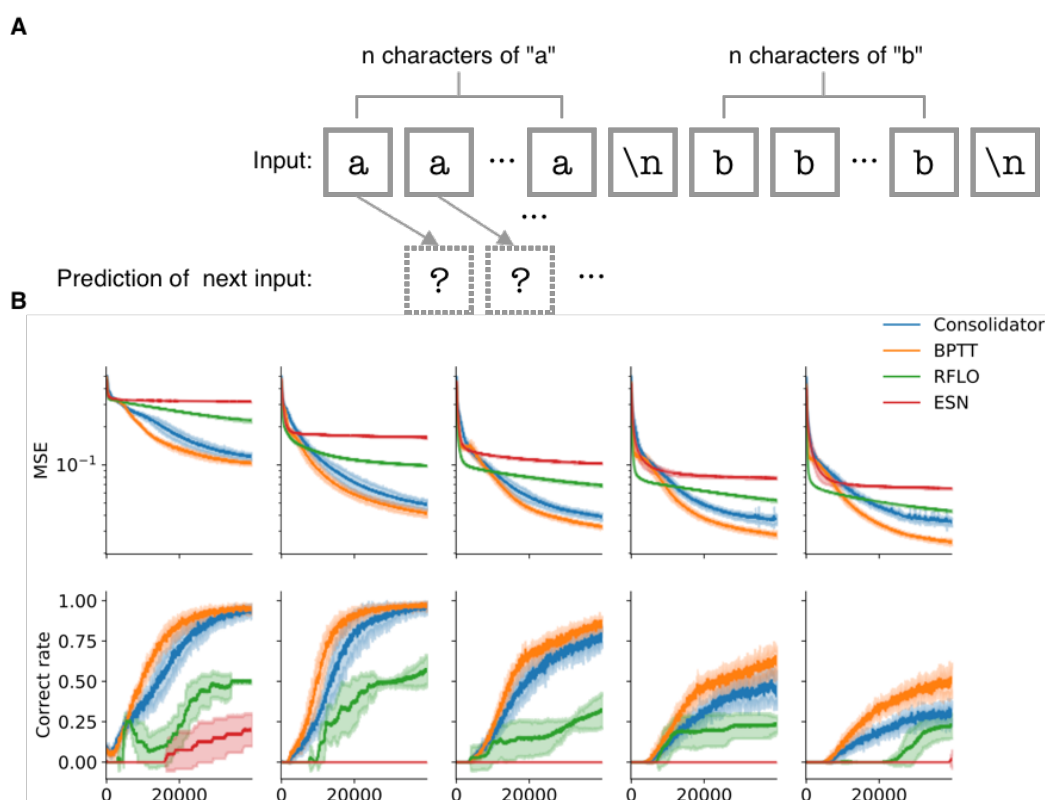 A
n characters of "a" n characters of "b"
Input: a a ... a \n b b ... b \n
...
Prediction of next input: ? ? ...
B
Consolidator
BPTT
RFLO
ESN
MSE
10⁻¹
Correct rate
1.00
0.75
0.50
0.25
0.00
0 20000 0 20000 0 20000 0 20000 0 20000